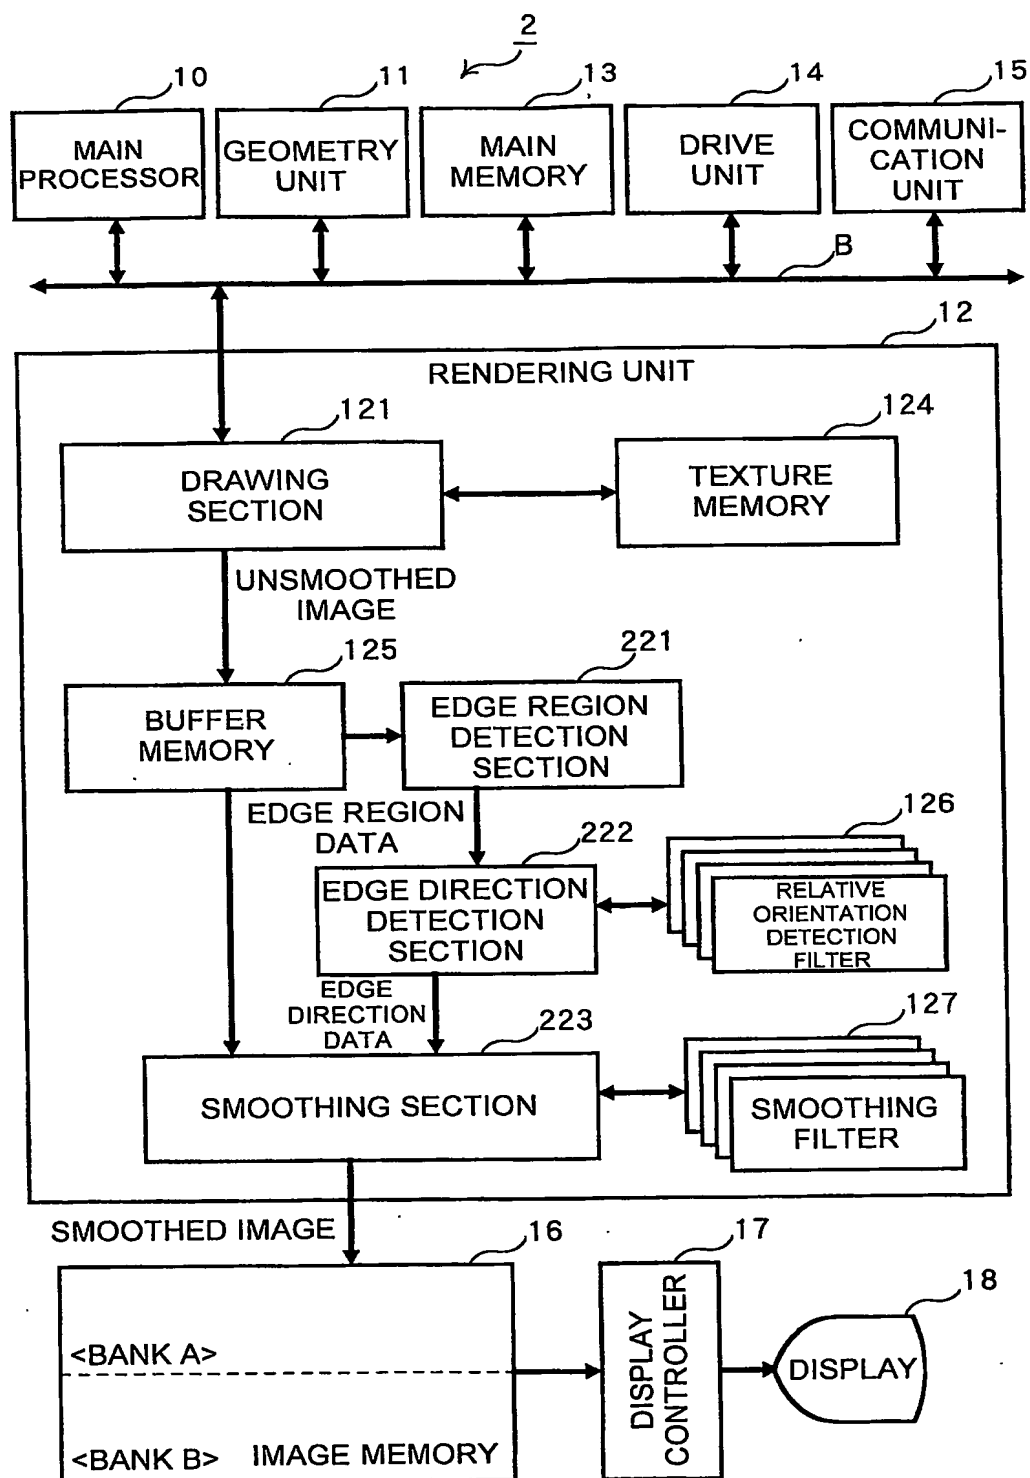 2
10
11
13
14
15
MAIN
PROCESSOR
GEOMETRY
UNIT
MAIN
MEMORY
DRIVE
UNIT
COMMUNI-
CATION
UNIT
B
12
RENDERING UNIT
121
124
DRAWING
SECTION
TEXTURE
MEMORY
UNSMOOTHED
IMAGE
125
221
BUFFER
MEMORY
EDGE REGION
DETECTION
SECTION
EDGE REGION
DATA
222
126
EDGE DIRECTION
DETECTION
SECTION
RELATIVE
ORIENTATION
DETECTION
FILTER
EDGE
DIRECTION
DATA
223
127
SMOOTHING SECTION
SMOOTHING
FILTER
SMOOTHED IMAGE
16
17
18
<BANK A>
<BANK B>
IMAGE MEMORY
DISPLAY
CONTROLLER
DISPLAY